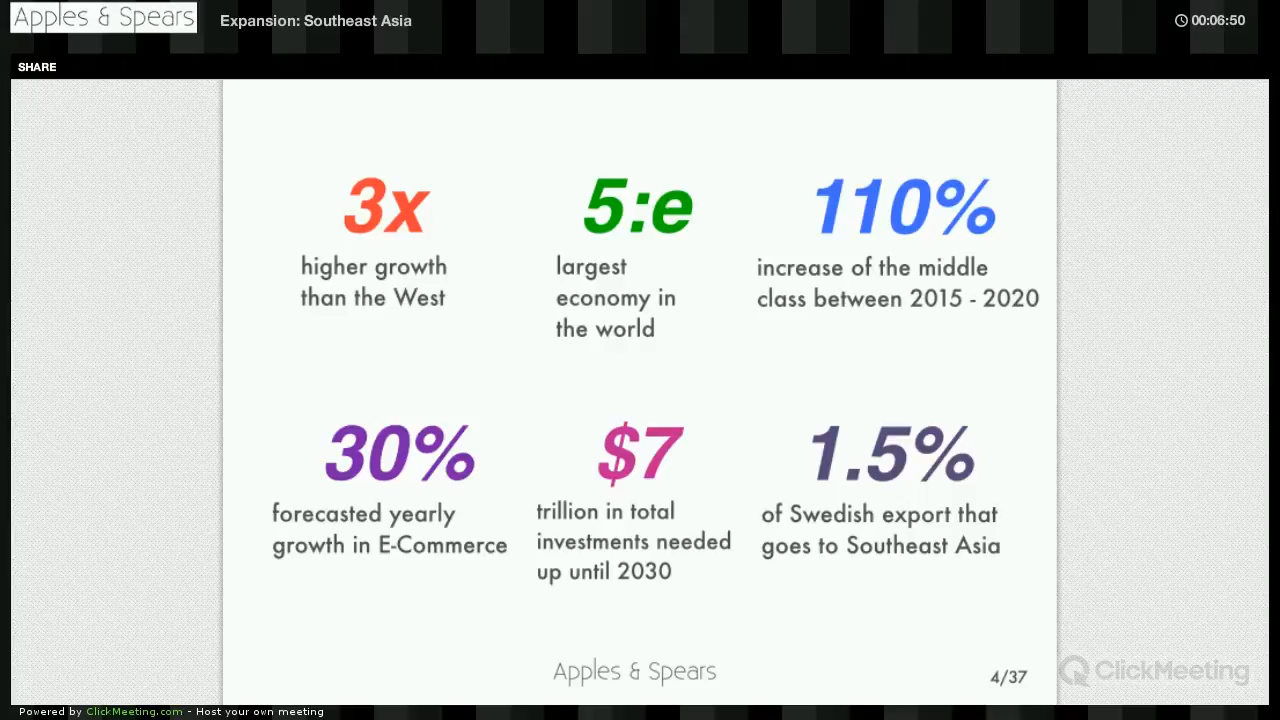 Apples & Spears
Expansion: Southeast Asia
00:06:50
SHARE
3x
higher growth
than the West
5:e
largest
economy in
the world
110%
increase of the middle
class between 2015 - 2020
30%
forecasted yearly
growth in E-Commerce
$7
trillion in total
investments needed
up until 2030
1.5%
of Swedish export that
goes to Southeast Asia
Apples & Spears
4/37
ClickMeeting
Powered by ClickMeeting.com - Host your own meeting